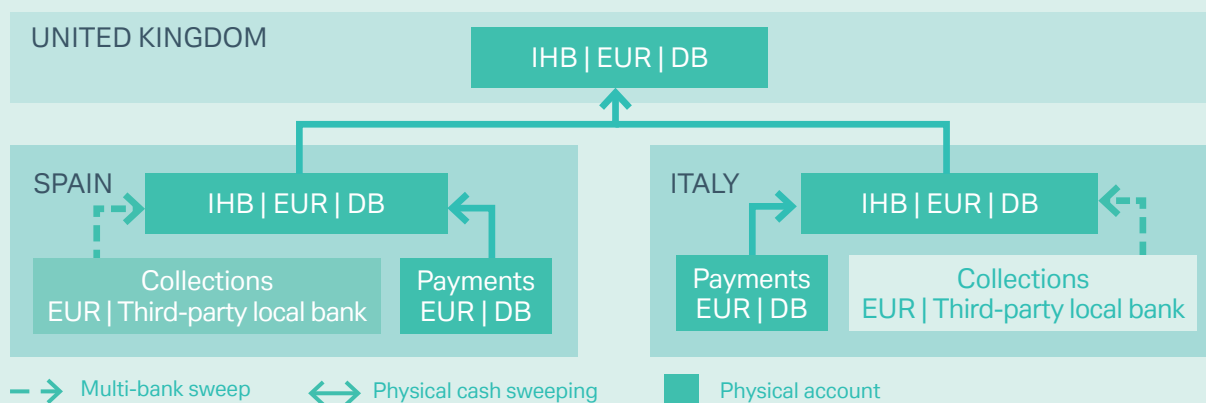 UNITED KINGDOM
IHB | EUR | DB
SPAIN
IHB | EUR | DB
Collections
EUR | Third-party local bank
Payments
EUR | DB
ITALY
IHB | EUR | DB
Payments
EUR | DB
Collections
EUR | Third-party local bank
Multi-bank sweep
Physical cash sweeping
Physical account